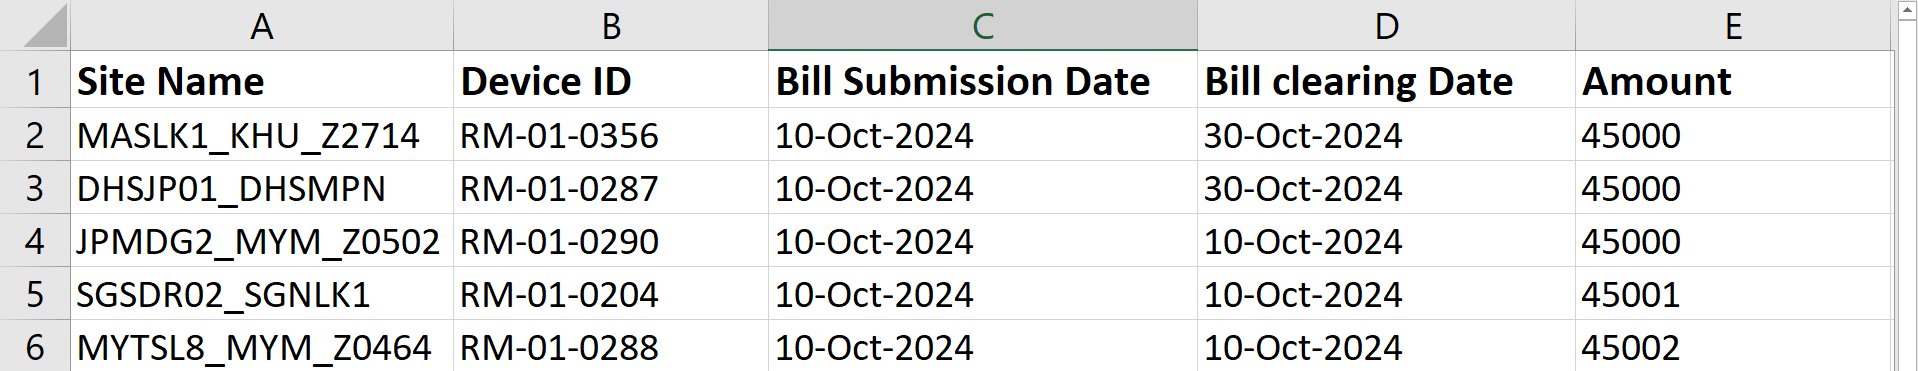 A B C D E
1 Site Name Device ID Bill Submission Date Bill clearing Date Amount
2 MASLK1_KHU_Z2714 RM-01-0356 10-Oct-2024 30-Oct-2024 45000
3 DHSJP01_DHSMPN RM-01-0287 10-Oct-2024 30-Oct-2024 45000
4 JPMDG2_MYM_Z0502 RM-01-0290 10-Oct-2024 10-Oct-2024 45000
5 SGSDR02_SGNLK1 RM-01-0204 10-Oct-2024 10-Oct-2024 45001
6 MYTSL8_MYM_Z0464 RM-01-0288 10-Oct-2024 10-Oct-2024 45002